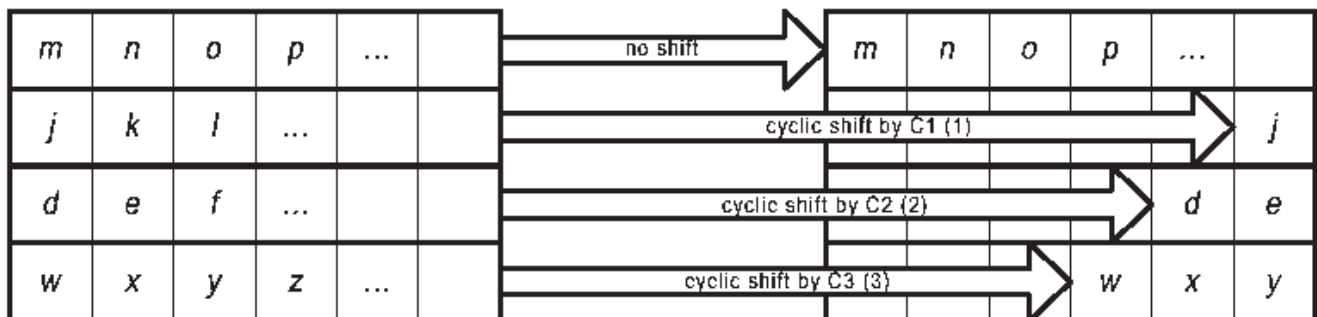 m n o p ... no shift m n o p ...
j k l ... cyclic shift by C1 (1) j
d e f ... cyclic shift by C2 (2) d e
w x y z ... cyclic shift by C3 (3) w x y